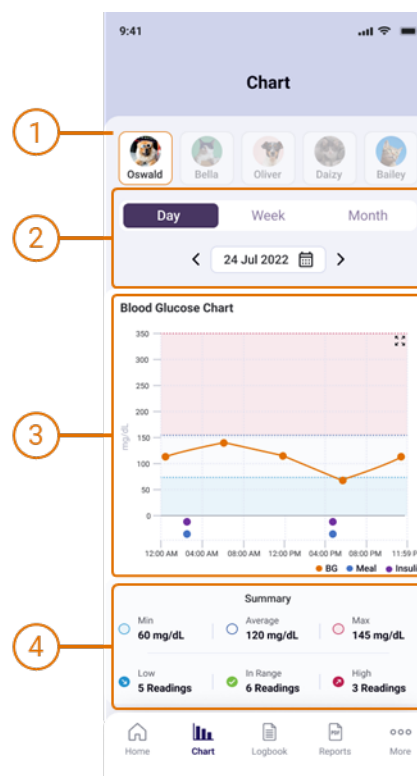 9:41
Chart
1
Oswald Bella Oliver Daizy Bailey
2
Day Week Month
24 Jul 2022
3
Blood Glucose Chart
350
300
250
200
150
100
50
0
mg/dL
12:00 AM 04:00 AM 08:00 AM 12:00 PM 04:00 PM 08:00 PM 11:59 P
BG Meal Insuli
4
Summary
Min Average Max
60 mg/dL 120 mg/dL 145 mg/dL
Low In Range High
5 Readings 6 Readings 3 Readings
PDF
Home Chart Logbook Reports More